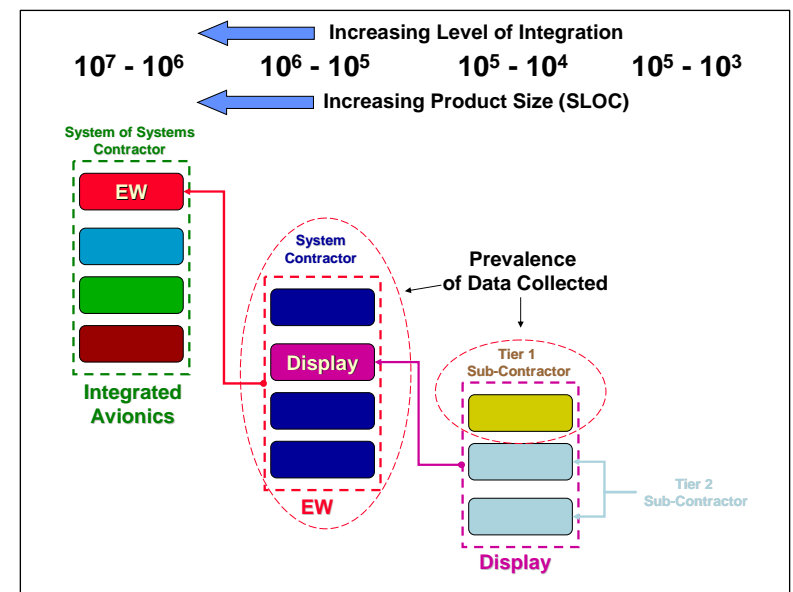 Increasing Level of Integration
10⁷ - 10⁶ 10⁶ - 10⁵ 10⁵ - 10⁴ 10⁵ - 10³
Increasing Product Size (SLOC)
System of Systems
Contractor
EW
Integrated
Avionics
System
Contractor
Display
EW
Prevalence
of Data Collected
Tier 1
Sub-Contractor
Tier 2
Sub-Contractor
Display